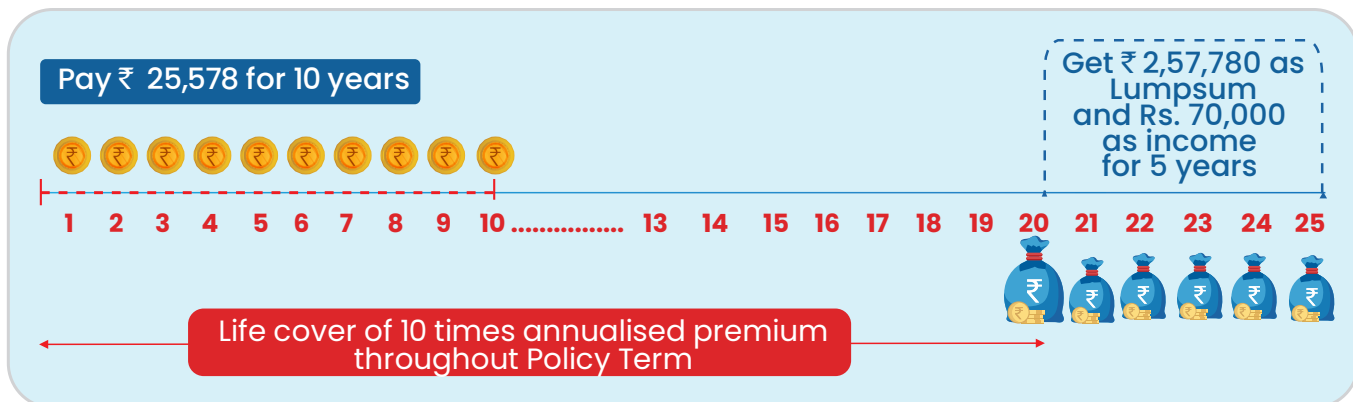 Pay ₹ 25,578 for 10 years
Get ₹ 2,57,780 as
Lumpsum
and Rs. 70,000
as income
for 5 years
₹ ₹ ₹ ₹ ₹ ₹ ₹ ₹ ₹ ₹
1 2 3 4 5 6 7 8 9 10 ................ 13 14 15 16 17 18 19 20 21 22 23 24 25
₹ ₹ ₹ ₹ ₹ ₹
Life cover of 10 times annualised premium
throughout Policy Term